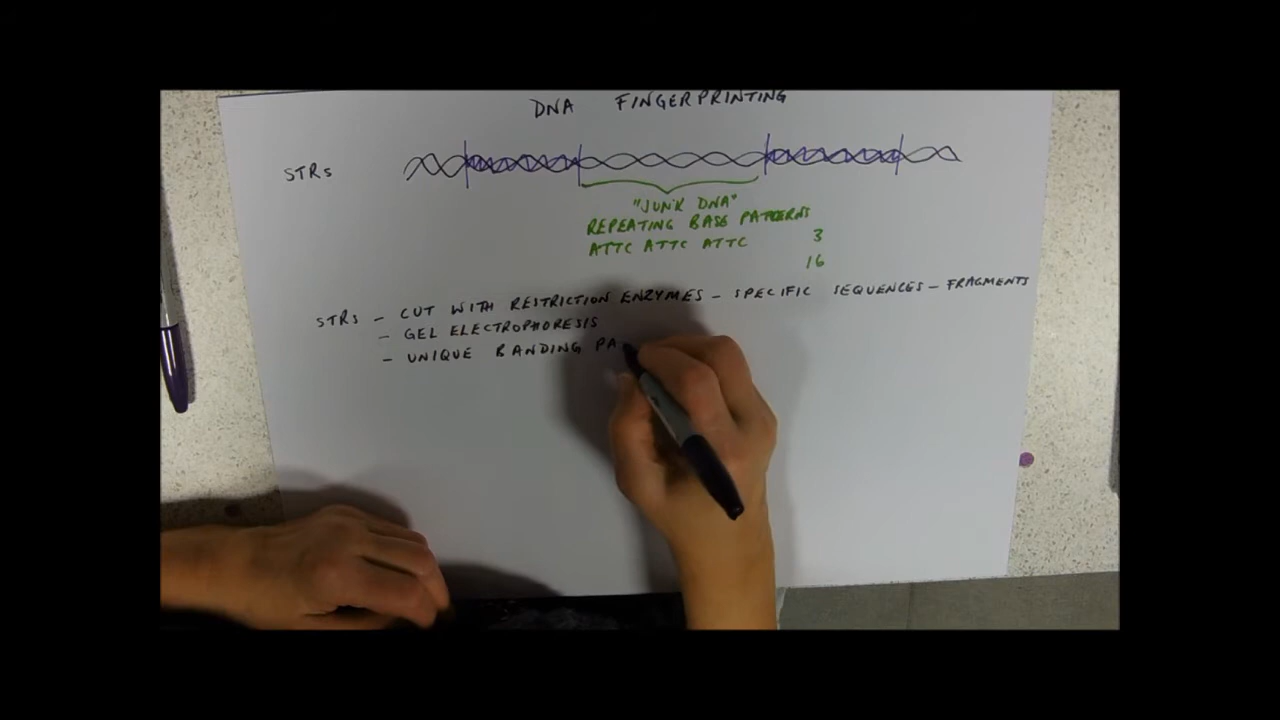 DNA FINGERPRINTING
STRs
"JUNK DNA"
REPEATING BASE PATTERNS
ATTC ATTC ATTC 3
16
STRs - CUT WITH RESTRICTION ENZYMES - SPECIFIC SEQUENCES - FRAGMENTS
- GEL ELECTROPHORESIS
- UNIQUE BANDING PA